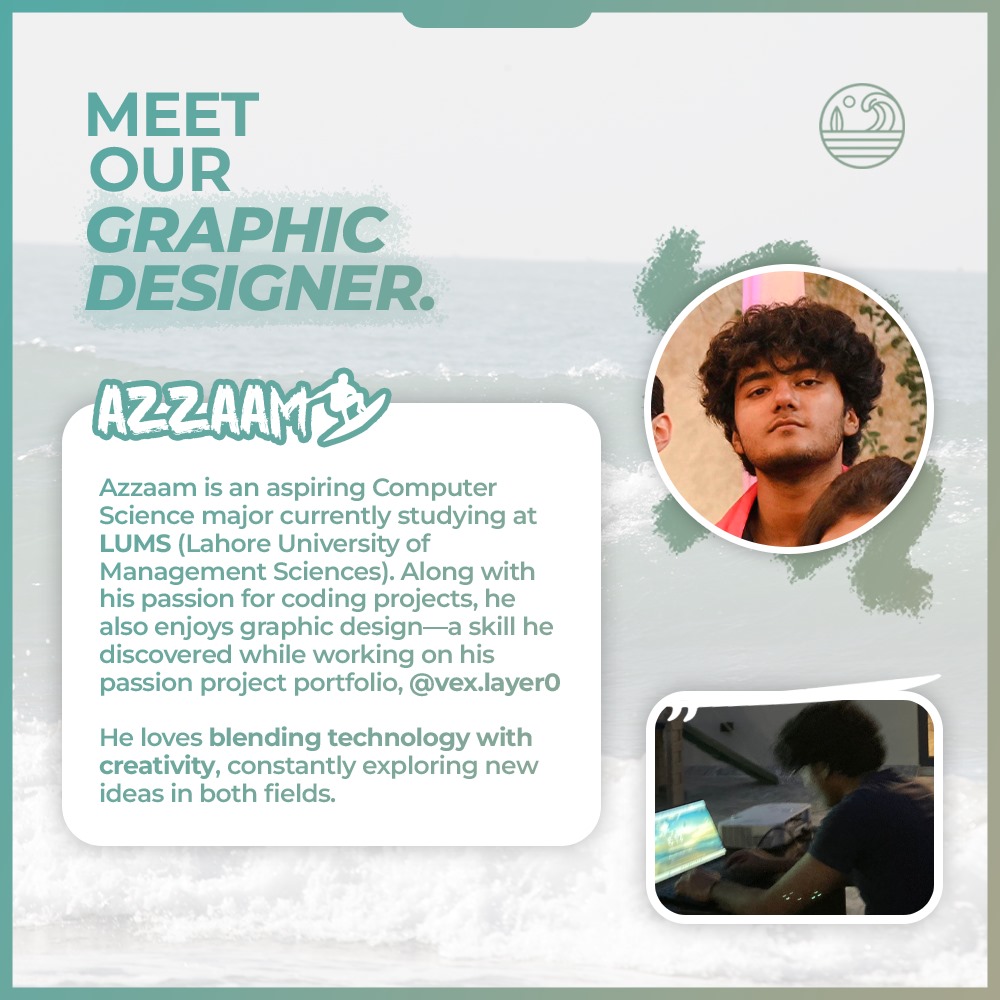 MEET
OUR
GRAPHIC
DESIGNER.
AZZAAM
Azzaam is an aspiring Computer
Science major currently studying at
LUMS (Lahore University of
Management Sciences). Along with
his passion for coding projects, he
also enjoys graphic design—a skill he
discovered while working on his
passion project portfolio, @vex.layer0
He loves blending technology with
creativity, constantly exploring new
ideas in both fields.